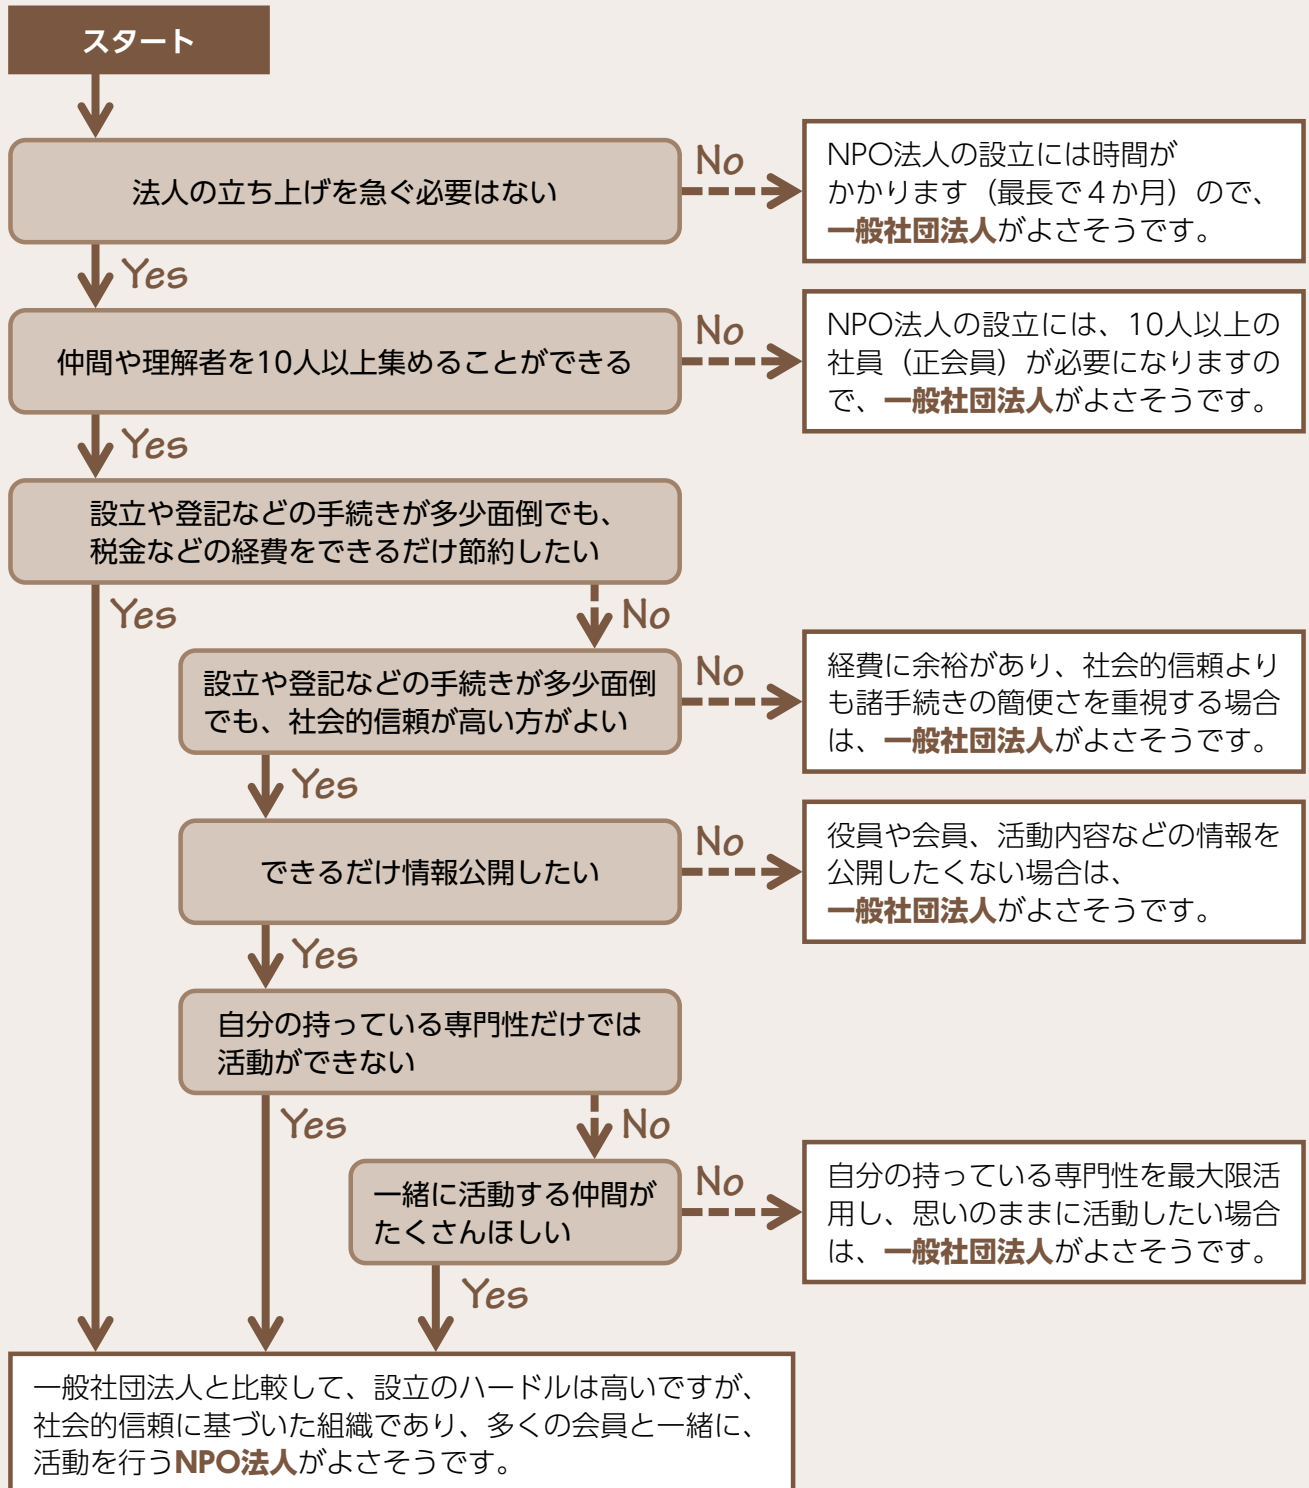 スタート
法人の立ち上げを急ぐ必要はない
No
NPO法人の設立には時間が
かかります（最長で４か月）ので、
一般社団法人がよさそうです。
Yes
仲間や理解者を10人以上集めることができる
No
NPO法人の設立には、10人以上の
社員（正会員）が必要になりますの
で、一般社団法人がよさそうです。
Yes
設立や登記などの手続きが多少面倒でも、
税金などの経費をできるだけ節約したい
Yes
No
設立や登記などの手続きが多少面倒
でも、社会的信頼が高い方がよい
No
経費に余裕があり、社会的信頼より
も諸手続きの簡便さを重視する場合
は、一般社団法人がよさそうです。
Yes
できるだけ情報公開したい
No
役員や会員、活動内容などの情報を
公開したくない場合は、
一般社団法人がよさそうです。
Yes
自分の持っている専門性だけでは
活動ができない
Yes
No
一緒に活動する仲間が
たくさんほしい
No
自分の持っている専門性を最大限活
用し、思いのままに活動したい場合
は、一般社団法人がよさそうです。
Yes
一般社団法人と比較して、設立のハードルは高いですが、
社会的信頼に基づいた組織であり、多くの会員と一緒に、
活動を行うNPO法人がよさそうです。